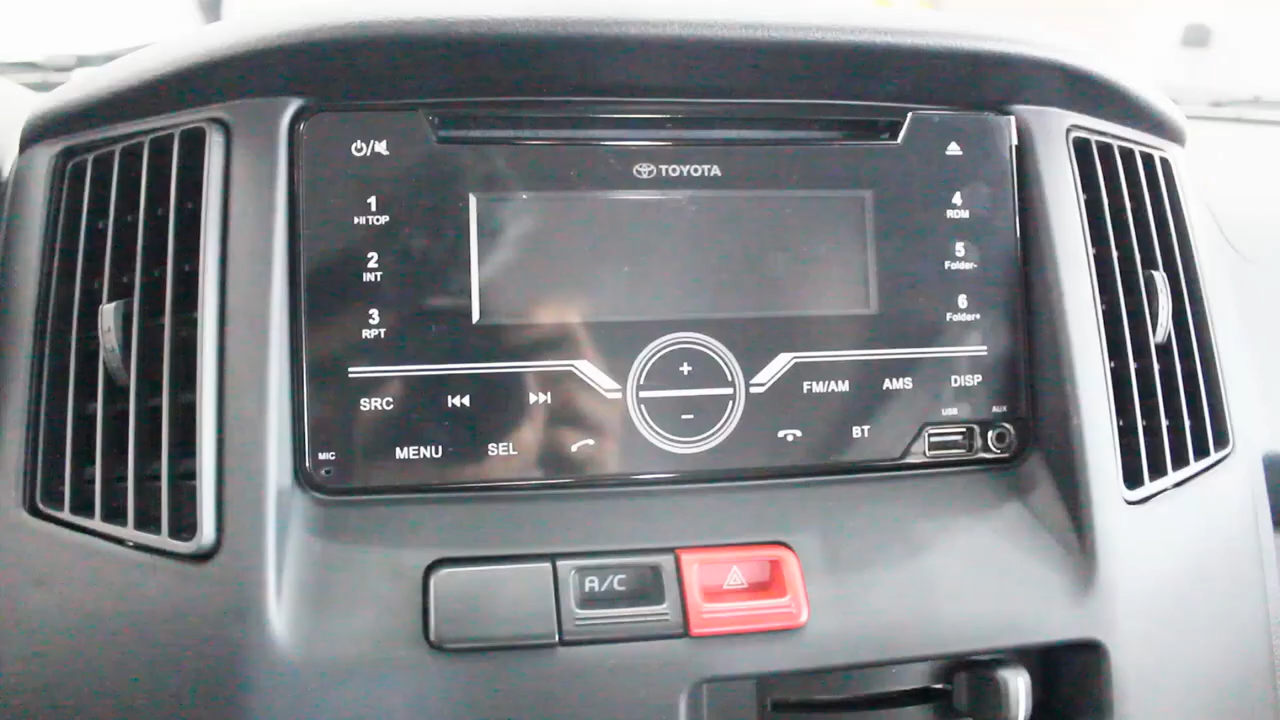 TOYOTA
1
TOP
2
INT
3
RPT
4
RDM
5
Folder-
6
Folder+
SRC
FM/AM
AMS
DISP
MENU
SEL
BT
USB
AUX
MIC
A/C